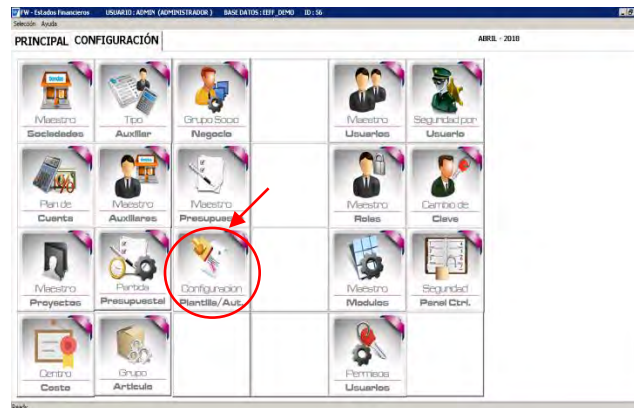 FW - Estados Financieros USUARIO : ADMIN (ADMINISTRADOR ) BASE DATOS : EEFF_DEMO ID : 56
Selección Ayuda
PRINCIPAL CONFIGURACIÓN
ABRIL - 2018
Maestro
Sociedades
Tipo
Auxiliar
Grupo Socio
Negocio
Maestro
Usuarios
Seguridad por
Usuario
Plan de
Cuenta
Maestro
Auxiliares
Maestro
Presupues
Maestro
Roles
Cambio de
Clave
Maestro
Proyectos
Partida
Presupuestal
Configuracion
Plantilla/Aut.
Maestro
Modulos
Seguridad
Panel Ctrl.
Centro
Costo
Grupo
Articulo
Permisos
Usuarios
Ready